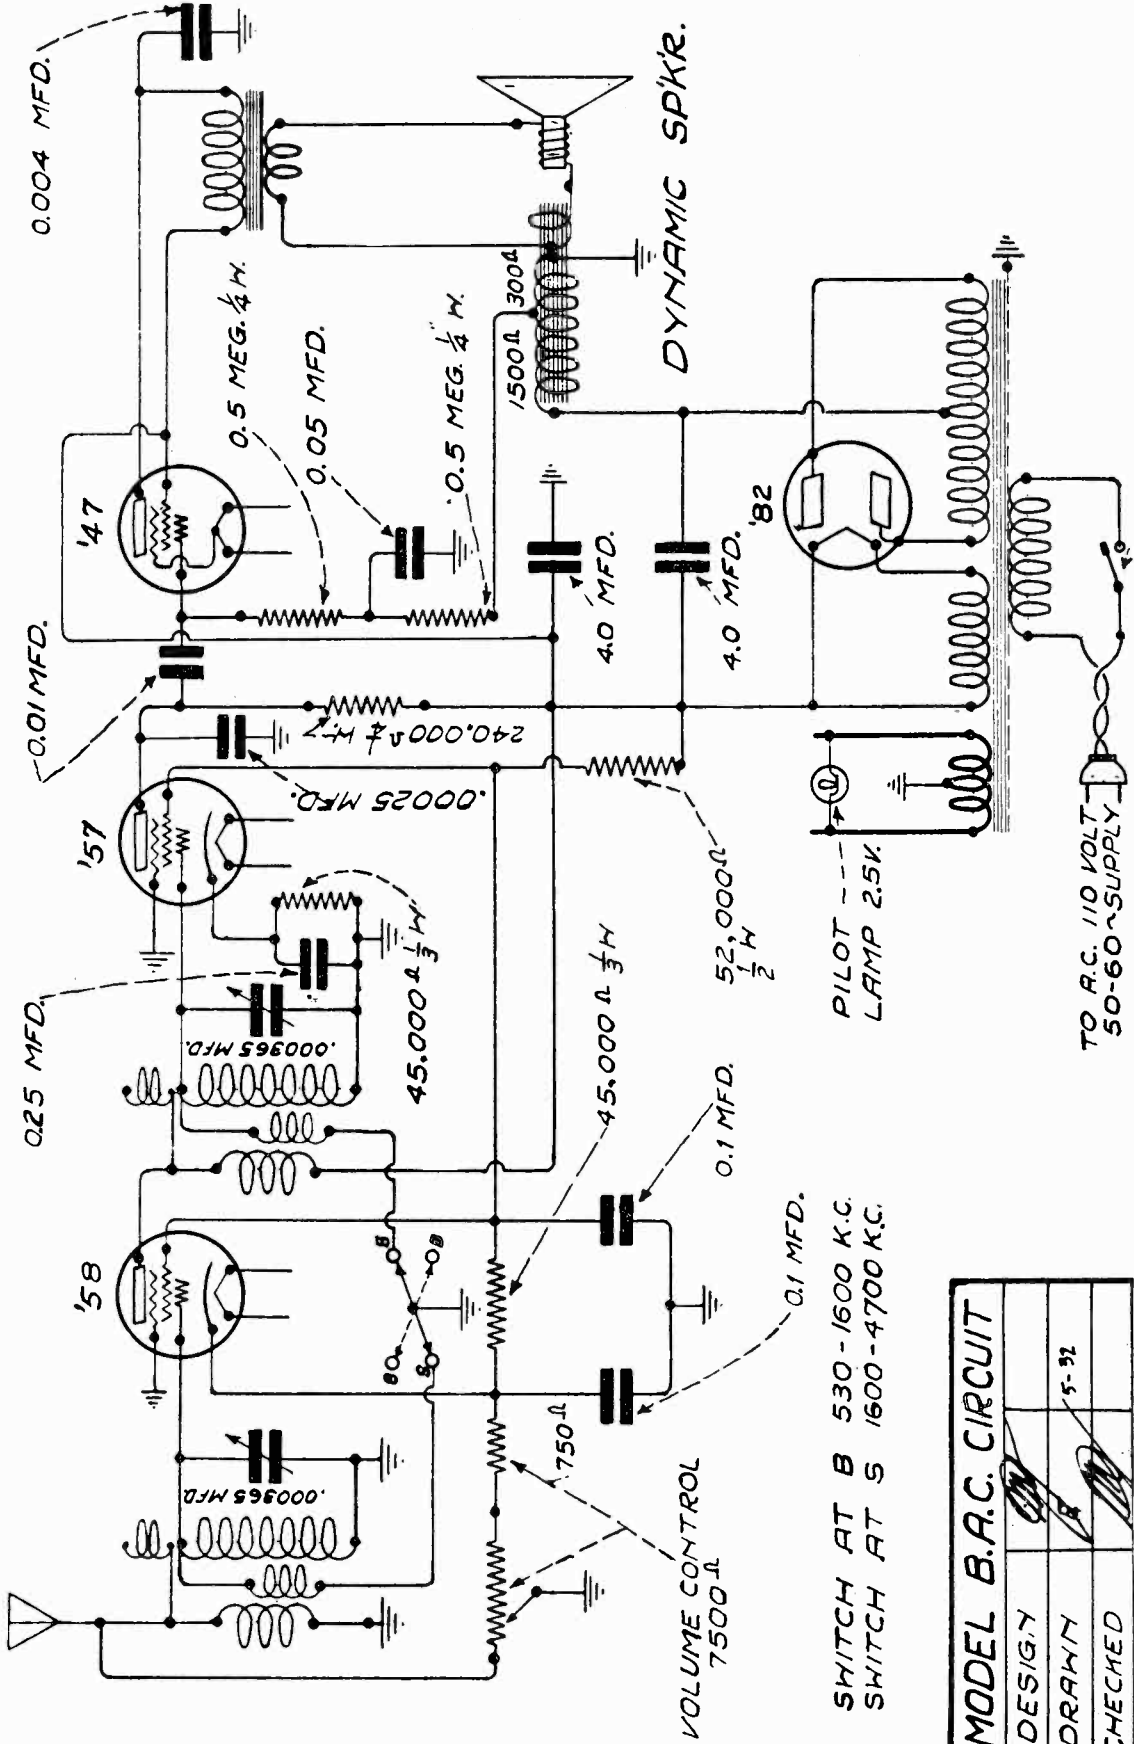 0.004 MFD.
0.01 MFD.
'47
0.5 MEG. ¼ W.
0.05 MFD.
0.5 MEG. ¼ W.
0.25 MFD.
'57
.00025 MFD.
240.000Ω ¼ W.
'58
.000365 MFD.
.000365 MFD.
45.000Ω ⅓ W
45.000Ω ⅓ W
52,000Ω
½ W
1500Ω 300Ω
DYNAMIC SP'K'R.
4.0 MFD.
4.0 MFD.
'82
PILOT
LAMP 2.5V.
TO A.C. 110 VOLT
50-60~SUPPLY
B
B
S
0.1 MFD.
0.1 MFD.
750Ω
VOLUME CONTROL
7500Ω
SWITCH AT B 530-1600 K.C.
SWITCH AT S 1600-4700 K.C.
MODEL B.A.C. CIRCUIT
DESIGN
DRAWN 5-32
CHECKED